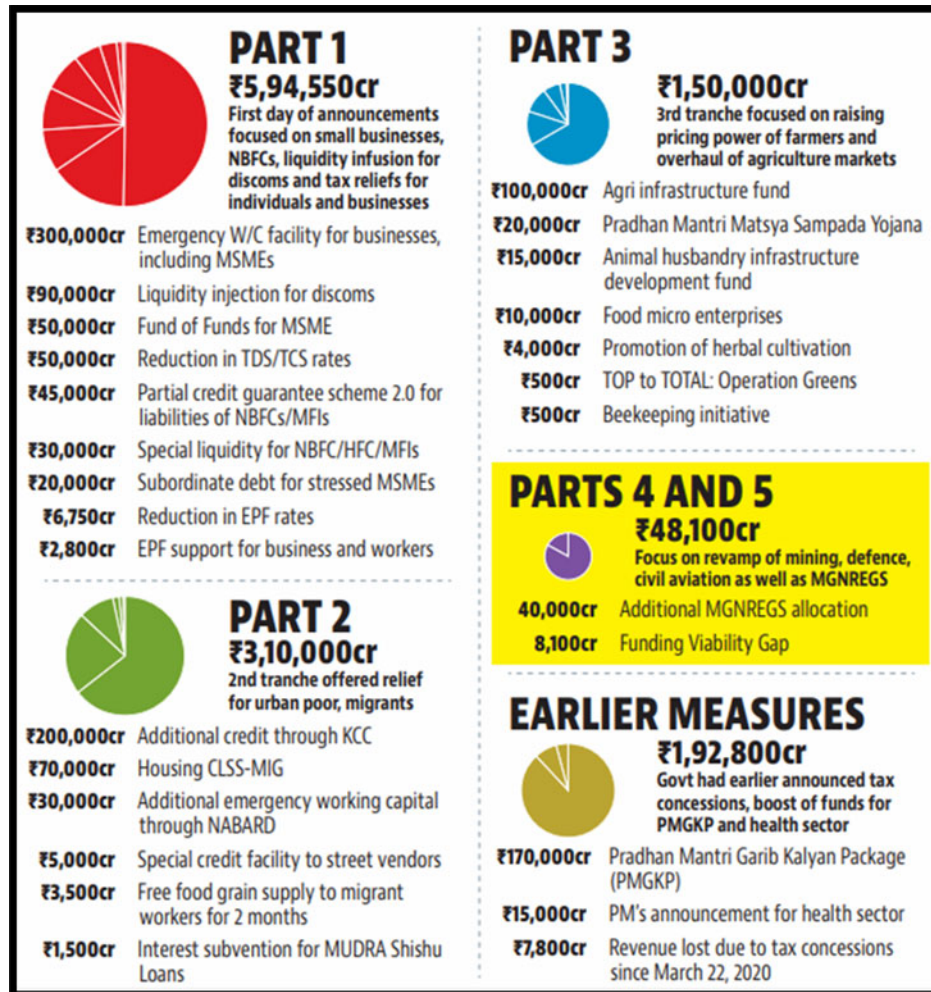 PART 1
₹5,94,550cr
First day of announcements
focused on small businesses,
NBFCs, liquidity infusion for
discoms and tax reliefs for
individuals and businesses
₹300,000cr Emergency W/C facility for businesses,
including MSMEs
₹90,000cr Liquidity injection for discoms
₹50,000cr Fund of Funds for MSME
₹50,000cr Reduction in TDS/TCS rates
₹45,000cr Partial credit guarantee scheme 2.0 for
liabilities of NBFCs/MFIs
₹30,000cr Special liquidity for NBFC/HFC/MFIs
₹20,000cr Subordinate debt for stressed MSMEs
₹6,750cr Reduction in EPF rates
₹2,800cr EPF support for business and workers
PART 2
₹3,10,000cr
2nd tranche offered relief
for urban poor, migrants
₹200,000cr Additional credit through KCC
₹70,000cr Housing CLSS-MIG
₹30,000cr Additional emergency working capital
through NABARD
₹5,000cr Special credit facility to street vendors
₹3,500cr Free food grain supply to migrant
workers for 2 months
₹1,500cr Interest subvention for MUDRA Shishu
Loans
PART 3
₹1,50,000cr
3rd tranche focused on raising
pricing power of farmers and
overhaul of agriculture markets
₹100,000cr Agri infrastructure fund
₹20,000cr Pradhan Mantri Matsya Sampada Yojana
₹15,000cr Animal husbandry infrastructure
development fund
₹10,000cr Food micro enterprises
₹4,000cr Promotion of herbal cultivation
₹500cr TOP to TOTAL: Operation Greens
₹500cr Beekeeping initiative
PARTS 4 AND 5
₹48,100cr
Focus on revamp of mining, defence,
civil aviation as well as MGNREGS
40,000cr Additional MGNREGS allocation
8,100cr Funding Viability Gap
EARLIER MEASURES
₹1,92,800cr
Govt had earlier announced tax
concessions, boost of funds for
PMGKP and health sector
₹170,000cr Pradhan Mantri Garib Kalyan Package
(PMGKP)
₹15,000cr PM's announcement for health sector
₹7,800cr Revenue lost due to tax concessions
since March 22, 2020